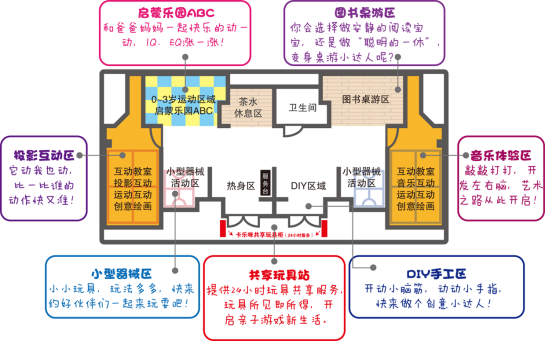 启蒙乐园ABC
和爸爸妈妈一起快乐的动一
动，IQ、EQ涨一涨！
图书桌游区
你会选择做安静的阅读宝
宝，还是做“聪明的一休”，
变身桌游小达人呢？
0-3岁运动区域
启蒙乐园ABC
茶水
休息区
卫生间
图书桌游区
投影互动区
它动我也动，
比一比谁的
动作快又准！
互动教室
投影互动
运动互动
创意绘画
小型器械
活动区
热身区
服务台
DIY区域
小型器械
活动区
互动教室
音乐互动
运动互动
创意绘画
音乐体验区
敲敲打打，开
发左右脑，艺术
之路从此开启！
卡乐咪共享玩具柜（24小时服务）
小型器械区
小小玩具，玩法多多，快来
约好伙伴们一起来玩耍吧！
共享玩具站
提供24小时玩具共享服务，
玩具所见即所得，开
启亲子游戏新生活。
DIY手工区
开动小脑筋，动动小手指，
快来做个创意小达人！